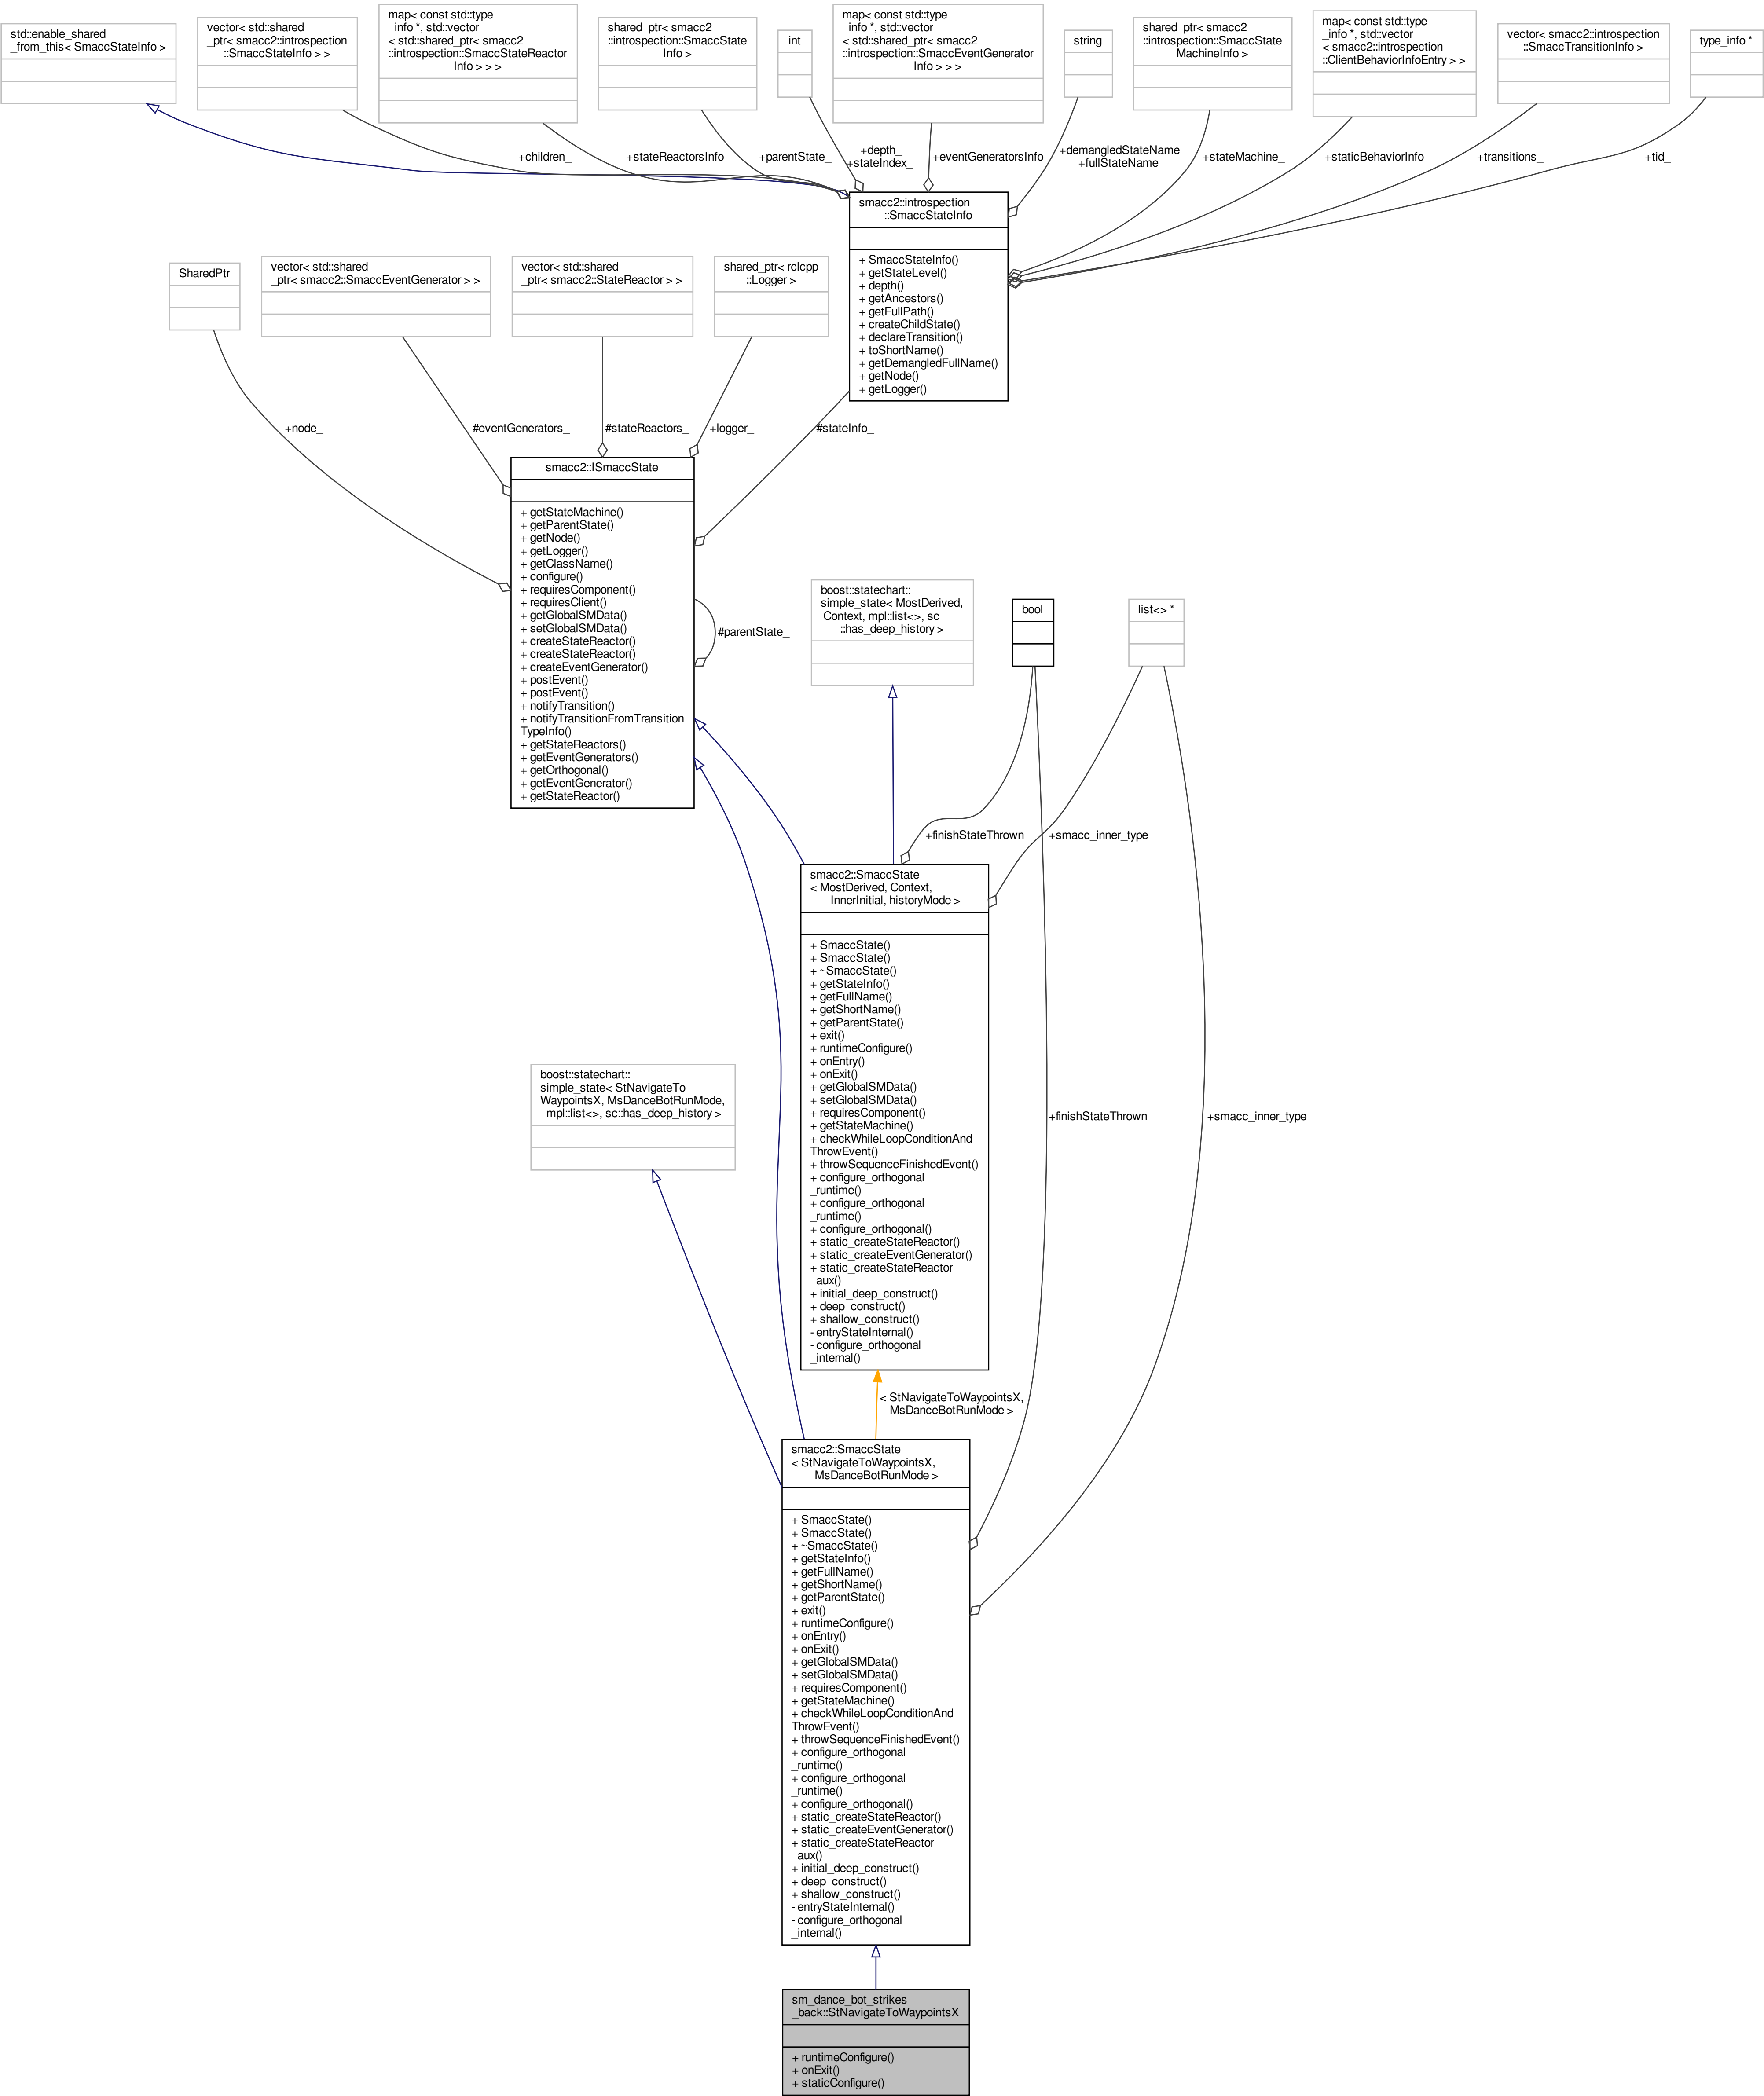 std::enable_shared
_from_this< SmaccStateInfo >
vector< std::shared
_ptr< smacc2::introspection
::SmaccStateInfo > >
map< const std::type
_info *, std::vector
< std::shared_ptr< smacc2
::introspection::SmaccStateReactor
Info > > >
shared_ptr< smacc2
::introspection::SmaccState
Info >
int
map< const std::type
_info *, std::vector
< std::shared_ptr< smacc2
::introspection::SmaccEventGenerator
Info > > >
string
shared_ptr< smacc2
::introspection::SmaccState
MachineInfo >
map< const std::type
_info *, std::vector
< smacc2::introspection
::ClientBehaviorInfoEntry > >
vector< smacc2::introspection
::SmaccTransitionInfo >
type_info *
+children_
+stateReactorsInfo
+parentState_
+depth_
+stateIndex_
+eventGeneratorsInfo
+demangledStateName
+fullStateName
+stateMachine_
+staticBehaviorInfo
+transitions_
+tid_
smacc2::introspection
::SmaccStateInfo
+ SmaccStateInfo()
+ getStateLevel()
+ depth()
+ getAncestors()
+ getFullPath()
+ createChildState()
+ declareTransition()
+ toShortName()
+ getDemangledFullName()
+ getNode()
+ getLogger()
SharedPtr
vector< std::shared
_ptr< smacc2::SmaccEventGenerator > >
vector< std::shared
_ptr< smacc2::StateReactor > >
shared_ptr< rclcpp
::Logger >
+node_
#eventGenerators_
#stateReactors_
+logger_
#stateInfo_
smacc2::ISmaccState
+ getStateMachine()
+ getParentState()
+ getNode()
+ getLogger()
+ getClassName()
+ configure()
+ requiresComponent()
+ requiresClient()
+ getGlobalSMData()
+ setGlobalSMData()
+ createStateReactor()
+ createStateReactor()
+ createEventGenerator()
+ postEvent()
+ postEvent()
+ notifyTransition()
+ notifyTransitionFromTransition
TypeInfo()
+ getStateReactors()
+ getEventGenerators()
+ getOrthogonal()
+ getEventGenerator()
+ getStateReactor()
#parentState_
boost::statechart::
simple_state< MostDerived,
Context, mpl::list<>, sc
::has_deep_history >
bool
list<> *
+finishStateThrown
+smacc_inner_type
smacc2::SmaccState
< MostDerived, Context,
InnerInitial, historyMode >
+ SmaccState()
+ SmaccState()
+ ~SmaccState()
+ getStateInfo()
+ getFullName()
+ getShortName()
+ getParentState()
+ exit()
+ runtimeConfigure()
+ onEntry()
+ onExit()
+ getGlobalSMData()
+ setGlobalSMData()
+ requiresComponent()
+ getStateMachine()
+ checkWhileLoopConditionAnd
ThrowEvent()
+ throwSequenceFinishedEvent()
+ configure_orthogonal
_runtime()
+ configure_orthogonal
_runtime()
+ configure_orthogonal()
+ static_createStateReactor()
+ static_createEventGenerator()
+ static_createStateReactor
_aux()
+ initial_deep_construct()
+ deep_construct()
+ shallow_construct()
- entryStateInternal()
- configure_orthogonal
_internal()
boost::statechart::
simple_state< StNavigateTo
WaypointsX, MsDanceBotRunMode,
mpl::list<>, sc::has_deep_history >
+finishStateThrown
+smacc_inner_type
< StNavigateToWaypointsX,
MsDanceBotRunMode >
smacc2::SmaccState
< StNavigateToWaypointsX,
MsDanceBotRunMode >
+ SmaccState()
+ SmaccState()
+ ~SmaccState()
+ getStateInfo()
+ getFullName()
+ getShortName()
+ getParentState()
+ exit()
+ runtimeConfigure()
+ onEntry()
+ onExit()
+ getGlobalSMData()
+ setGlobalSMData()
+ requiresComponent()
+ getStateMachine()
+ checkWhileLoopConditionAnd
ThrowEvent()
+ throwSequenceFinishedEvent()
+ configure_orthogonal
_runtime()
+ configure_orthogonal
_runtime()
+ configure_orthogonal()
+ static_createStateReactor()
+ static_createEventGenerator()
+ static_createStateReactor
_aux()
+ initial_deep_construct()
+ deep_construct()
+ shallow_construct()
- entryStateInternal()
- configure_orthogonal
_internal()
sm_dance_bot_strikes
_back::StNavigateToWaypointsX
+ runtimeConfigure()
+ onExit()
+ staticConfigure()